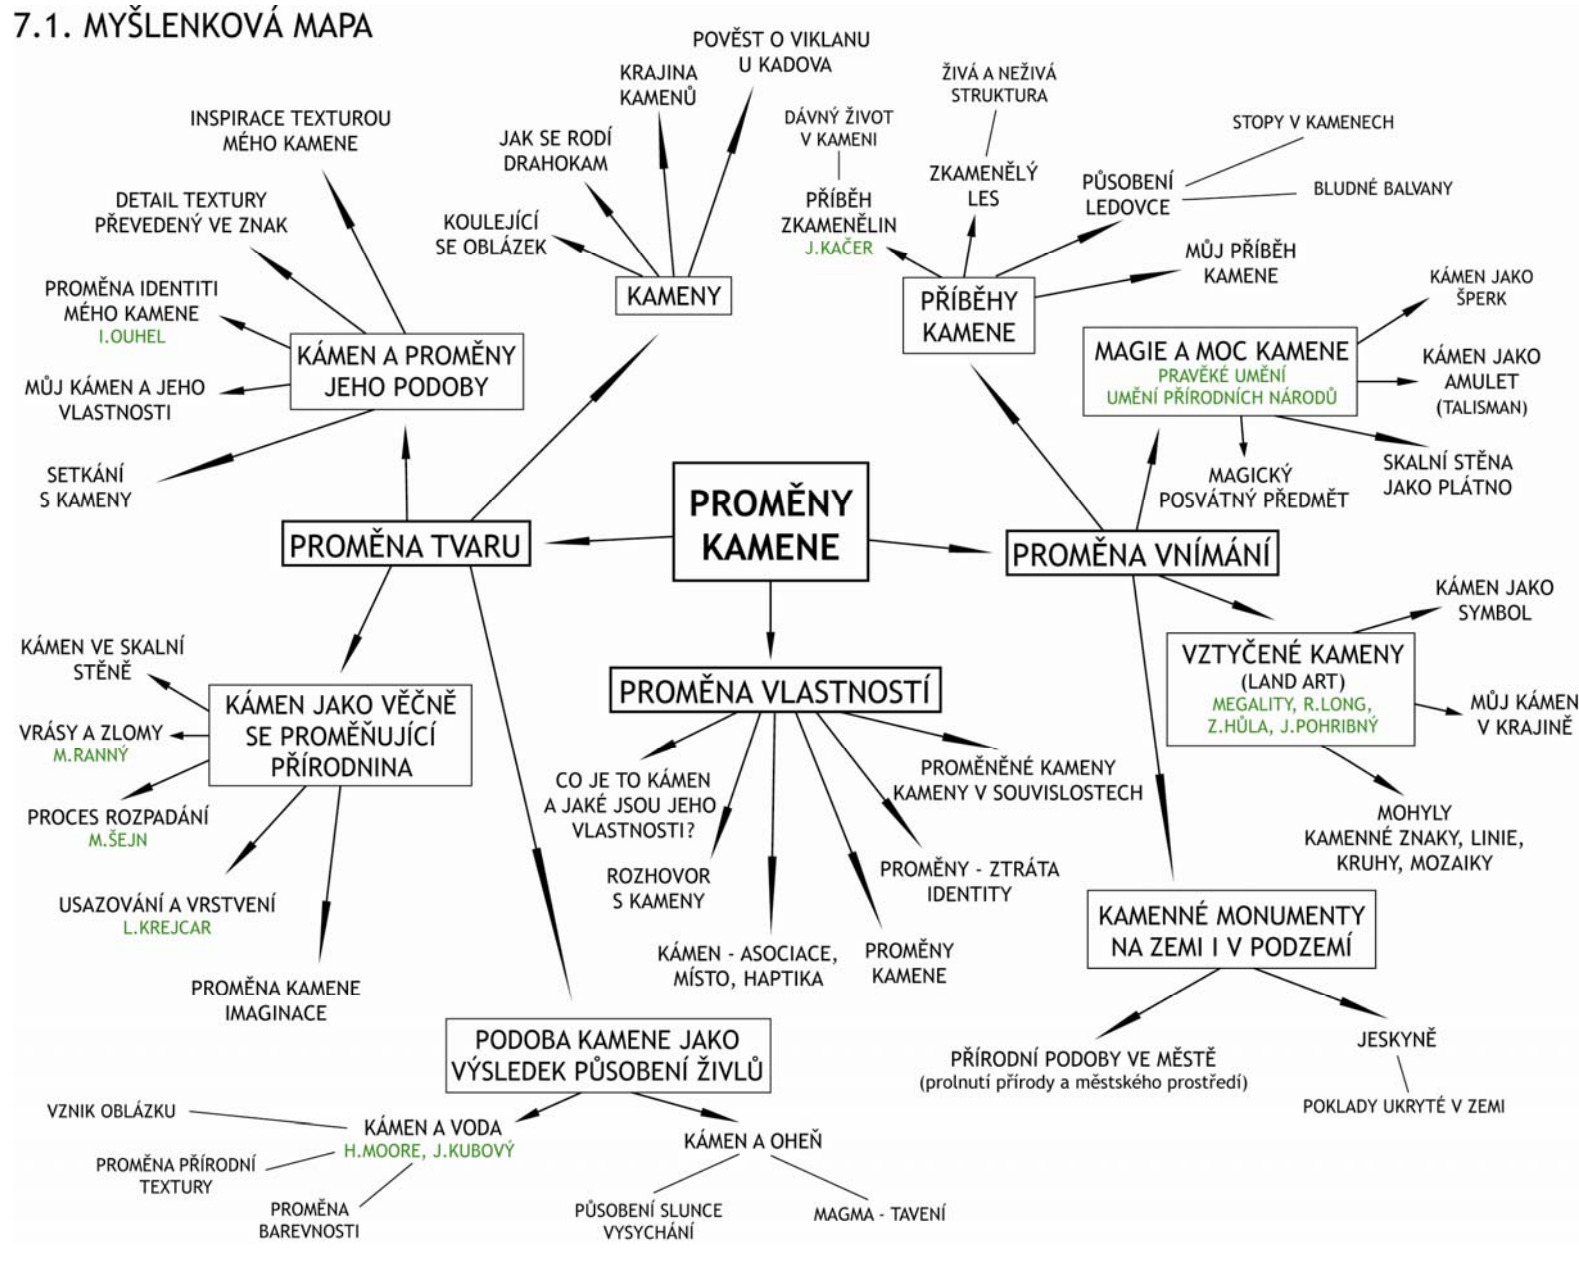 7.1. MYŠLENKOVÁ MAPA
POVĚST O VIKLANU
U KADOVA
KRAJINA
KAMENŮ
JAK SE RODÍ
DRAHOKAM
KOULEJÍCÍ
SE OBLÁZEK
KAMENY
INSPIRACE TEXTUROU
MÉHO KAMENE
DETAIL TEXTURY
PŘEVEDENÝ VE ZNAK
PROMĚNA IDENTITI
MÉHO KAMENE
I.OUHEL
MŮJ KÁMEN A JEHO
VLASTNOSTI
SETKÁNÍ
S KAMENY
KÁMEN A PROMĚNY
JEHO PODOBY
ŽIVÁ A NEŽIVÁ
STRUKTURA
DÁVNÝ ŽIVOT
V KAMENI
PŘÍBĚH
ZKAMENĚLIN
J.KAČER
ZKAMENĚLÝ
LES
PŮSOBENÍ
LEDOVCE
STOPY V KAMENECH
BLUDNÉ BALVANY
MŮJ PŘÍBĚH
KAMENE
PŘÍBĚHY
KAMENE
MAGIE A MOC KAMENE
PRAVĚKÉ UMĚNÍ
UMĚNÍ PŘÍRODNÍCH NÁRODŮ
KÁMEN JAKO
ŠPERK
KÁMEN JAKO
AMULET
(TALISMAN)
SKALNÍ STĚNA
JAKO PLÁTNO
MAGICKÝ
POSVÁTNÝ PŘEDMĚT
PROMĚNY
KAMENE
PROMĚNA TVARU
PROMĚNA VNÍMÁNÍ
PROMĚNA VLASTNOSTÍ
KÁMEN VE SKALNÍ
STĚNĚ
VRÁSY A ZLOMY
M.RANNÝ
PROCES ROZPADÁNÍ
M.ŠEJN
USAZOVÁNÍ A VRSTVENÍ
L.KREJCAR
PROMĚNA KAMENE
IMAGINACE
KÁMEN JAKO VĚČNĚ
SE PROMĚŇUJÍCÍ
PŘÍRODNINA
CO JE TO KÁMEN
A JAKÉ JSOU JEHO
VLASTNOSTI?
ROZHOVOR
S KAMENY
KÁMEN - ASOCIACE,
MÍSTO, HAPTIKA
PROMĚNY
KAMENE
PROMĚNY - ZTRÁTA
IDENTITY
PROMĚNĚNÉ KAMENY
KAMENY V SOUVISLOSTECH
VZTYČENÉ KAMENY
(LAND ART)
MEGALITY, R.LONG,
Z.HŮLA, J.POHRIBNÝ
KÁMEN JAKO
SYMBOL
MŮJ KÁMEN
V KRAJINĚ
MOHYLY
KAMENNÉ ZNAKY, LINIE,
KRUHY, MOZAIKY
KAMENNÉ MONUMENTY
NA ZEMI I V PODZEMÍ
PŘÍRODNÍ PODOBY VE MĚSTĚ
(prolnutí přírody a městského prostředí)
JESKYNĚ
POKLADY UKRYTÉ V ZEMI
PODOBA KAMENE JAKO
VÝSLEDEK PŮSOBENÍ ŽIVLŮ
KÁMEN A VODA
H.MOORE, J.KUBOVÝ
VZNIK OBLÁZKU
PROMĚNA PŘÍRODNÍ
TEXTURY
PROMĚNA
BAREVNOSTI
KÁMEN A OHEŇ
PŮSOBENÍ SLUNCE
VYSYCHÁNÍ
MAGMA - TAVENÍ